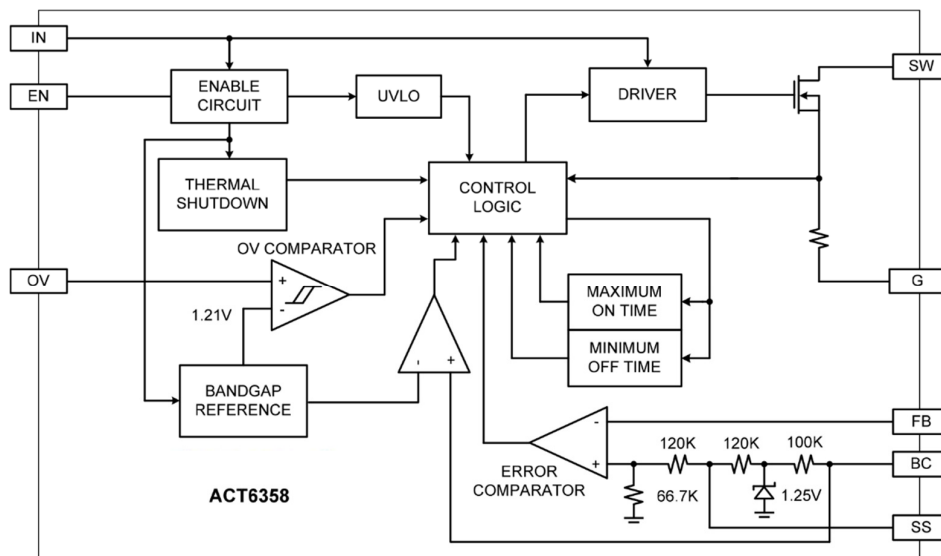 IN
SW
EN
ENABLE
CIRCUIT
UVLO
DRIVER
THERMAL
SHUTDOWN
CONTROL
LOGIC
OV COMPARATOR
OV
+
-
1.21V
G
MAXIMUM
ON TIME
MINIMUM
OFF TIME
-
+
BANDGAP
REFERENCE
FB
-
+
120K
120K
100K
BC
ERROR
COMPARATOR
66.7K
1.25V
ACT6358
SS